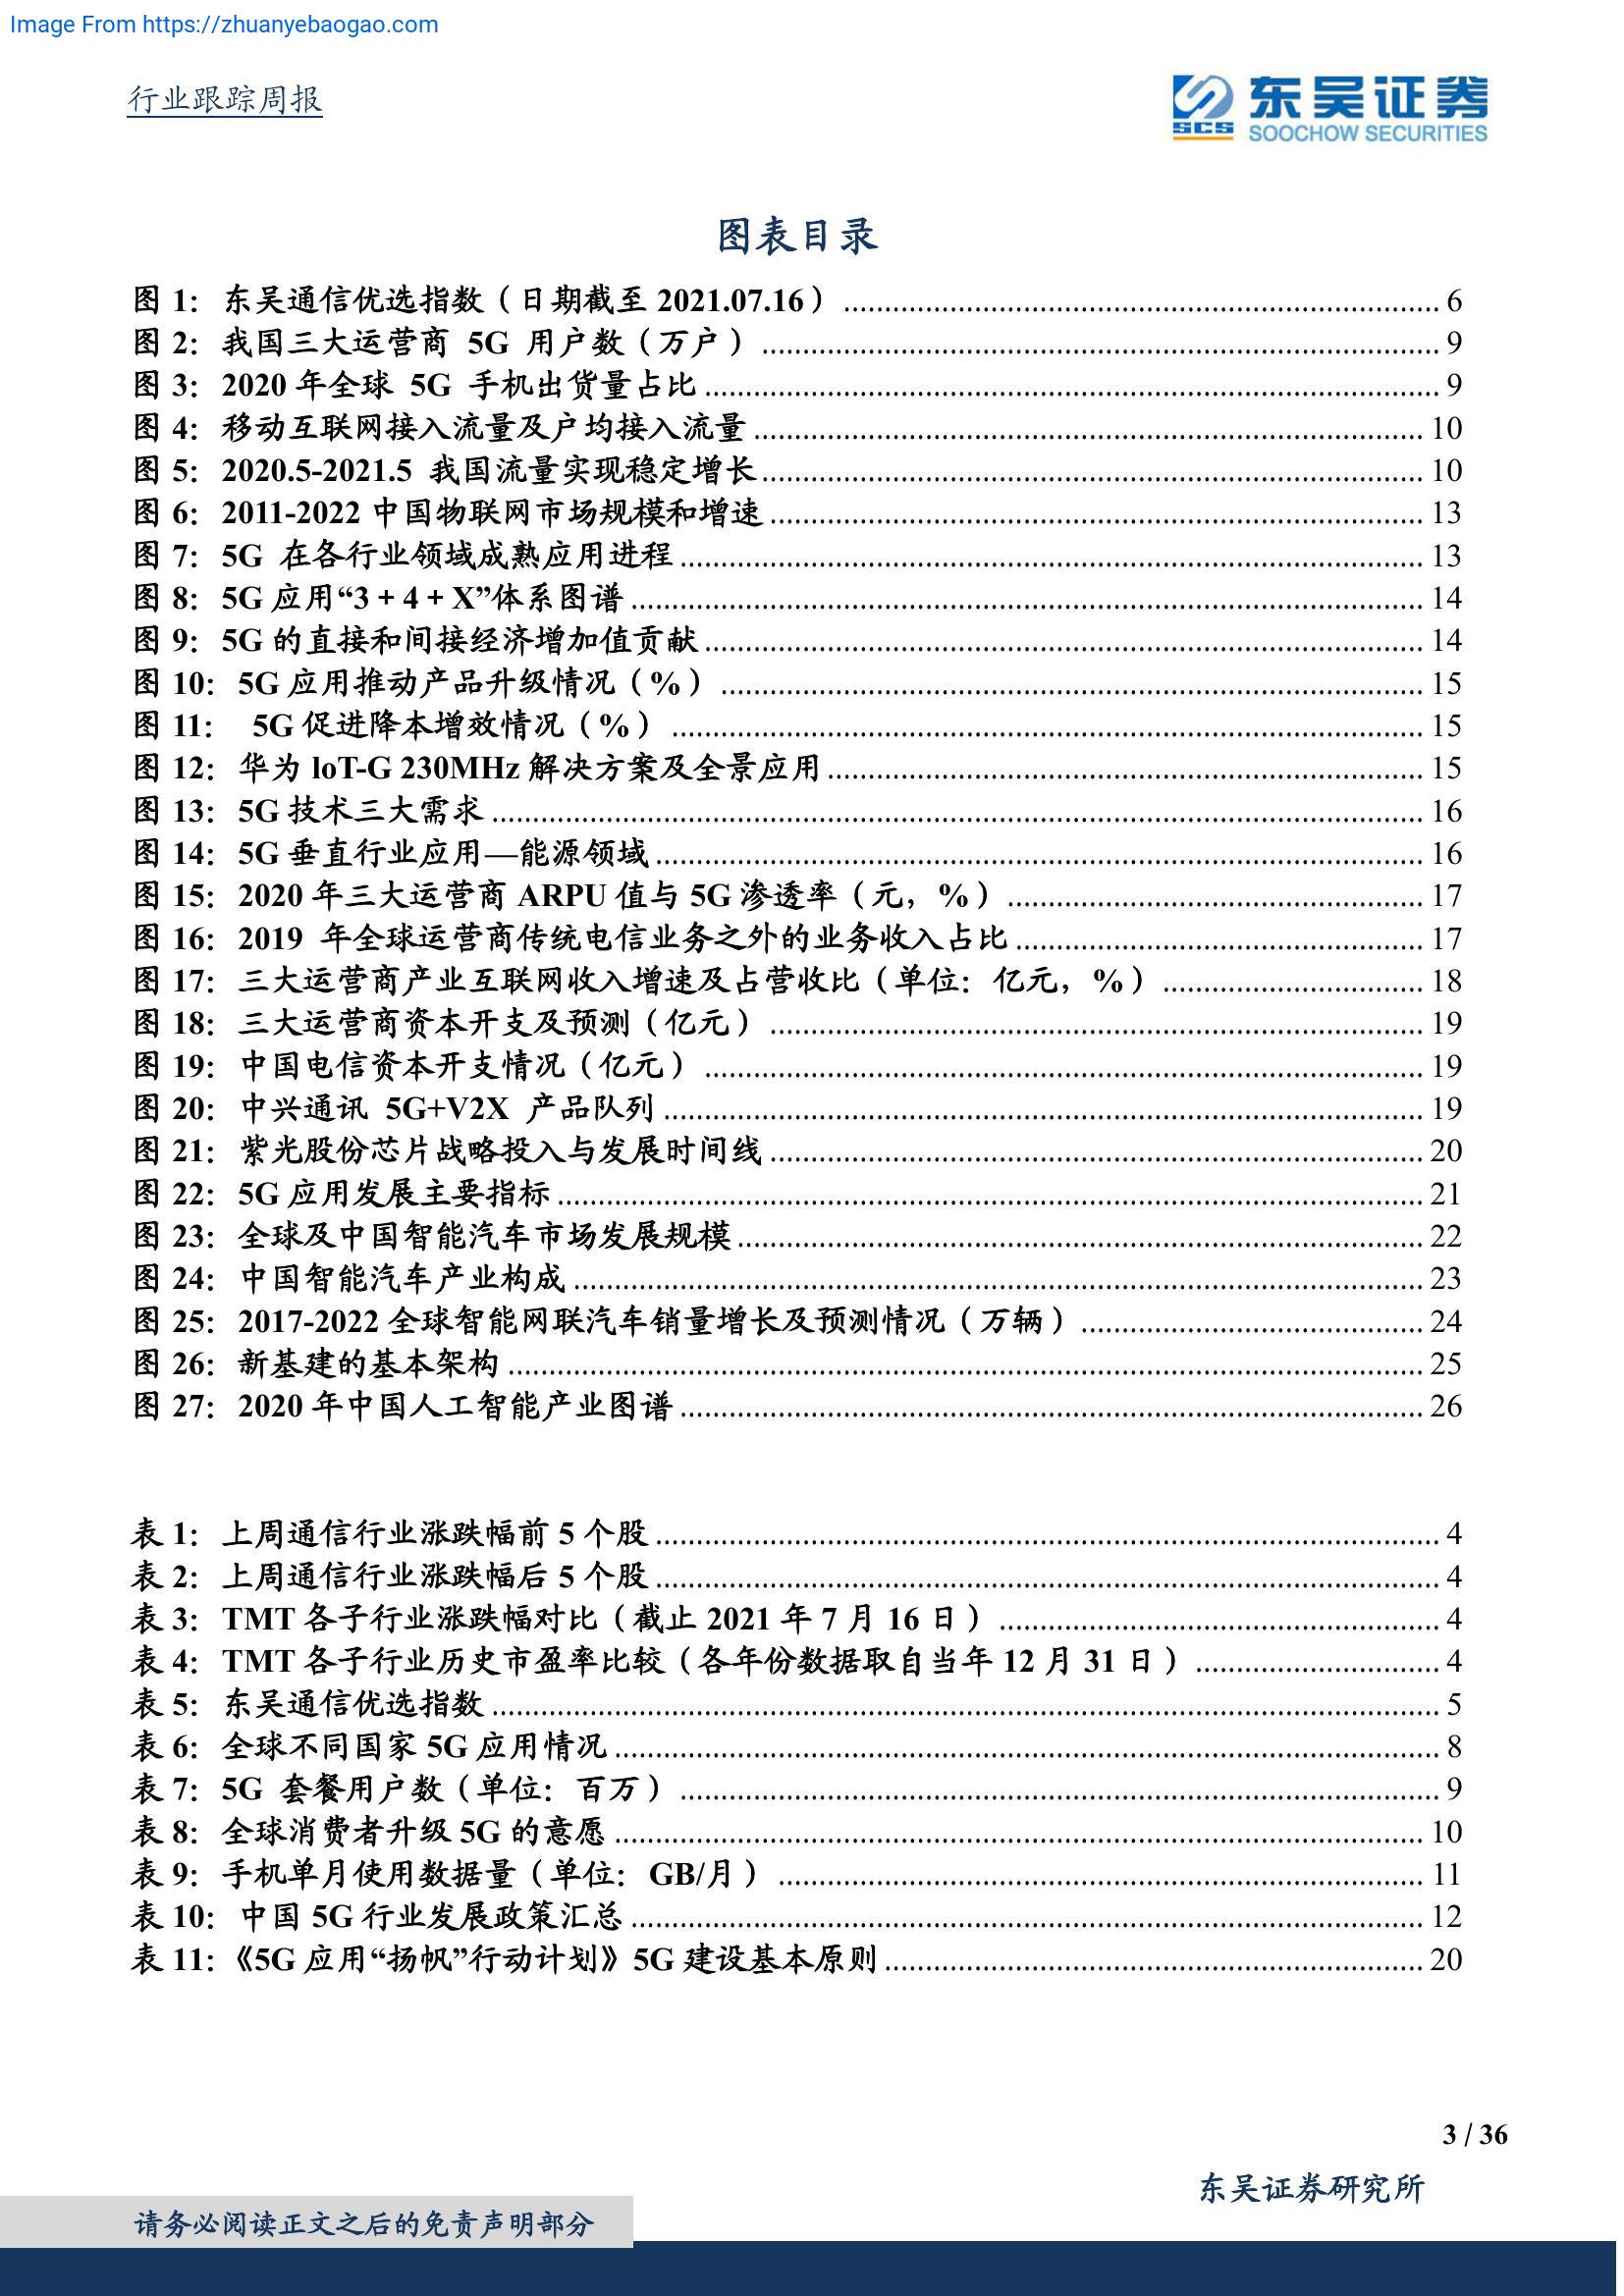 Image From https://zhuanyebaogao.com
行业跟踪周报
SCS
东吴证券
SOOCHOW SECURITIES
图表目录
图 1: 东吴通信优选指数（日期截至 2021.07.16） 6
图 2: 我国三大运营商 5G 用户数（万户） 9
图 3: 2020 年全球 5G 手机出货量占比 9
图 4: 移动互联网接入流量及户均接入流量 10
图 5: 2020.5-2021.5 我国流量实现稳定增长 10
图 6: 2011-2022 中国物联网市场规模和增速 13
图 7: 5G 在各行业领域成熟应用进程 13
图 8: 5G 应用“3 + 4 + X”体系图谱 14
图 9: 5G 的直接和间接经济增加值贡献 14
图 10: 5G 应用推动产品升级情况（%） 15
图 11: 5G 促进降本增效情况（%） 15
图 12: 华为 loT-G 230MHz 解决方案及全景应用 15
图 13: 5G 技术三大需求 16
图 14: 5G 垂直行业应用—能源领域 16
图 15: 2020 年三大运营商 ARPU 值与 5G 渗透率（元，%） 17
图 16: 2019 年全球运营商传统电信业务之外的业务收入占比 17
图 17: 三大运营商产业互联网收入增速及占营收比（单位：亿元，%） 18
图 18: 三大运营商资本开支及预测（亿元） 19
图 19: 中国电信资本开支情况（亿元） 19
图 20: 中兴通讯 5G+V2X 产品队列 19
图 21: 紫光股份芯片战略投入与发展时间线 20
图 22: 5G 应用发展主要指标 21
图 23: 全球及中国智能汽车市场发展规模 22
图 24: 中国智能汽车产业构成 23
图 25: 2017-2022 全球智能网联汽车销量增长及预测情况（万辆） 24
图 26: 新基建的基本架构 25
图 27: 2020 年中国人工智能产业图谱 26
表 1: 上周通信行业涨跌幅前 5 个股 4
表 2: 上周通信行业涨跌幅后 5 个股 4
表 3: TMT 各子行业涨跌幅对比（截止 2021 年 7 月 16 日） 4
表 4: TMT 各子行业历史市盈率比较（各年份数据取自当年 12 月 31 日） 4
表 5: 东吴通信优选指数 5
表 6: 全球不同国家 5G 应用情况 8
表 7: 5G 套餐用户数（单位：百万） 9
表 8: 全球消费者升级 5G 的意愿 10
表 9: 手机单月使用数据量（单位：GB/月） 11
表 10: 中国 5G 行业发展政策汇总 12
表 11:《5G 应用“扬帆”行动计划》5G 建设基本原则 20
3 / 36
东吴证券研究所
请务必阅读正文之后的免责声明部分